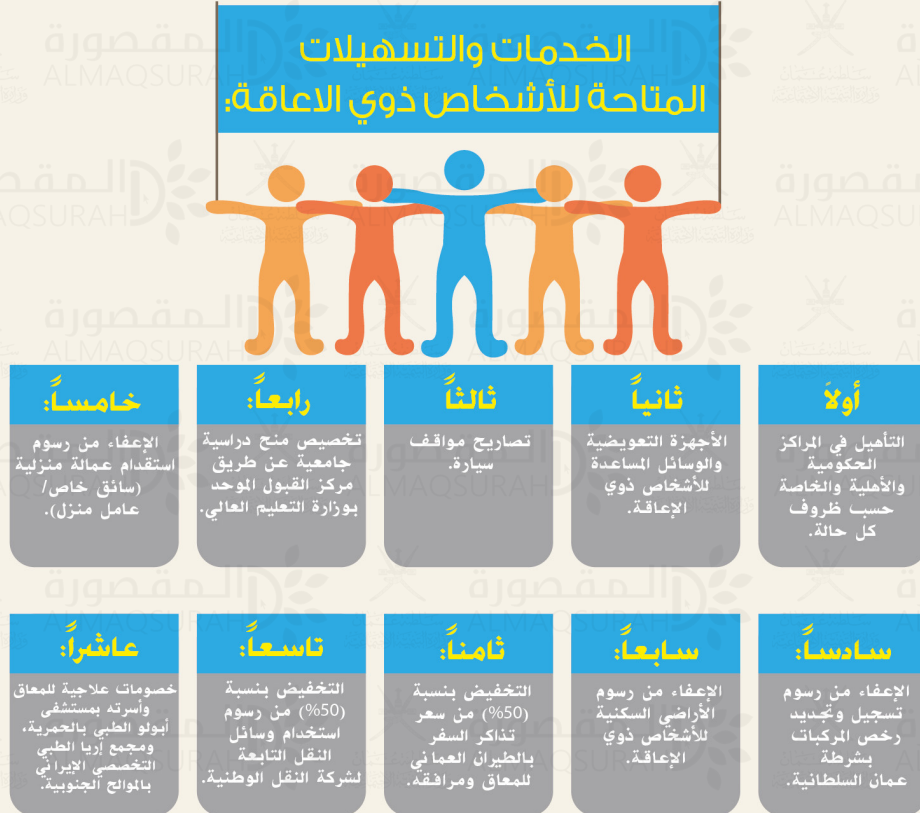 الخدمات والتسهيلات
المتاحة للأشخاص ذوي الاعاقة:
أولاً
التأهيل في المراكز
الحكومية
والأهلية والخاصة
حسب ظروف
كل حالة.
ثانياً
الأجهزة التعويضية
والوسائل المساعدة
للأشخاص ذوي
الإعاقة.
ثالثاً
تصاريح مواقف
سيارة.
رابعاً:
تخصيص منح دراسية
جامعية عن طريق
مركز القبول الموحد
بوزارة التعليم العالي.
خامساً:
الإعفاء من رسوم
استقدام عمالة منزلية
(سائق خاص/
عامل منزل).
سادساً:
الإعفاء من رسوم
تسجيل وتجديد
رخص المركبات
بشرطة
عمان السلطانية.
سابعاً:
الإعفاء من رسوم
الأراضي السكنية
للأشخاص ذوي
الإعاقة.
ثامناً:
التخفيض بنسبة
(50%) من سعر
تذاكر السفر
بالطيران العماني
للمعاق ومرافقة.
تاسعاً:
التخفيض بنسبة
(50%) من رسوم
استخدام وسائل
النقل التابعة
لشركة النقل الوطنية.
عاشراً:
خصومات علاجية للمعاق
وأسرته بمستشفى
أبولو الطبي بالحمرية،
ومجمع إريا الطبي
التخصصي الإيراني
بالموالح الجنوبية.
المقصورة
ALMAQSURAH